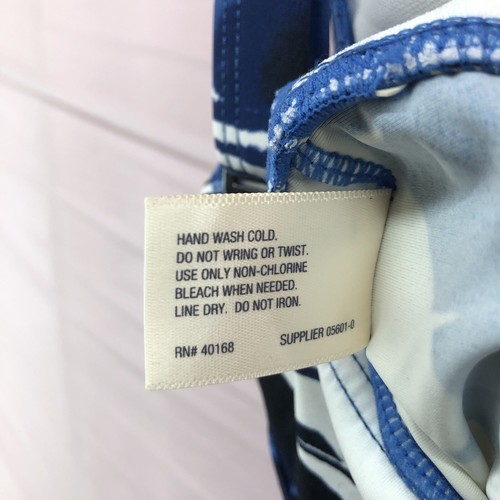 HAND WASH COLD.
DO NOT WRING OR TWIST.
USE ONLY NON-CHLORINE
BLEACH WHEN NEEDED.
LINE DRY. DO NOT IRON.
RN# 40168 SUPPLIER 05601-0